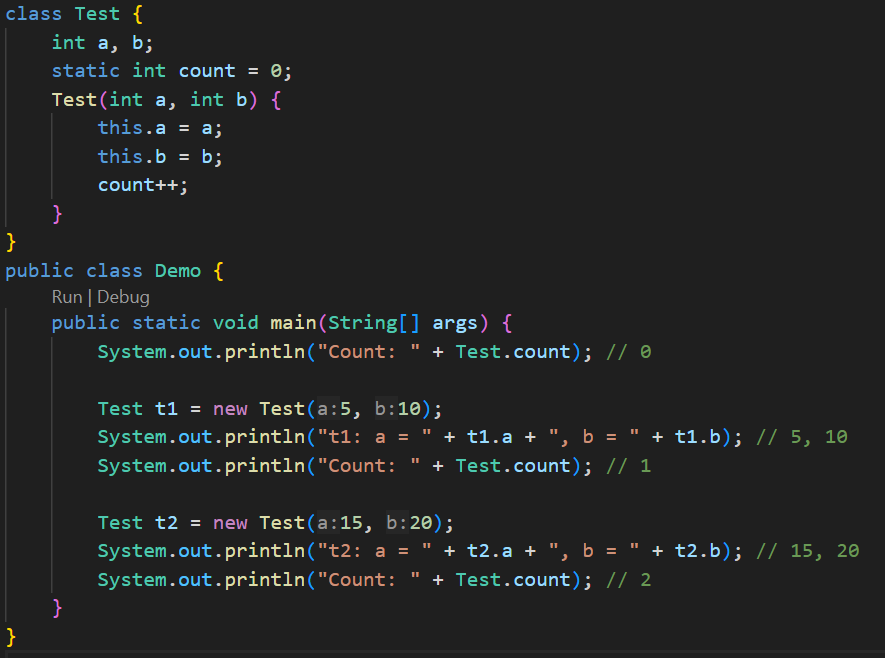 class Test {
    int a, b;
    static int count = 0;
    Test(int a, int b) {
        this.a = a;
        this.b = b;
        count++;
    }
}
public class Demo {
    Run | Debug
    public static void main(String[] args) {
        System.out.println("Count: " + Test.count); // 0

        Test t1 = new Test(a:5, b:10);
        System.out.println("t1: a = " + t1.a + ", b = " + t1.b); // 5, 10
        System.out.println("Count: " + Test.count); // 1

        Test t2 = new Test(a:15, b:20);
        System.out.println("t2: a = " + t2.a + ", b = " + t2.b); // 15, 20
        System.out.println("Count: " + Test.count); // 2
    }
}